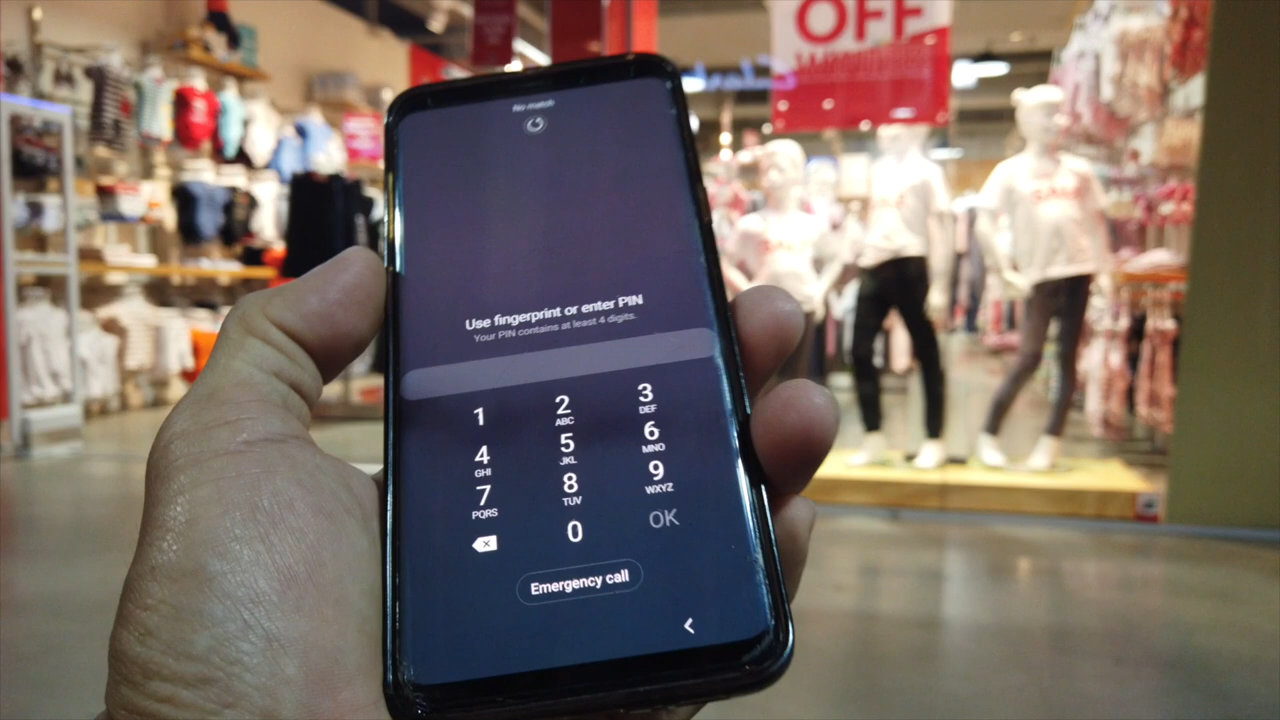 OFF
No match
Use fingerprint or enter PIN
Your PIN contains at least 4 digits.
1
2
ABC
3
DEF
4
GHI
5
JKL
6
MNO
7
PQRS
8
TUV
9
WXYZ
0
OK
Emergency call